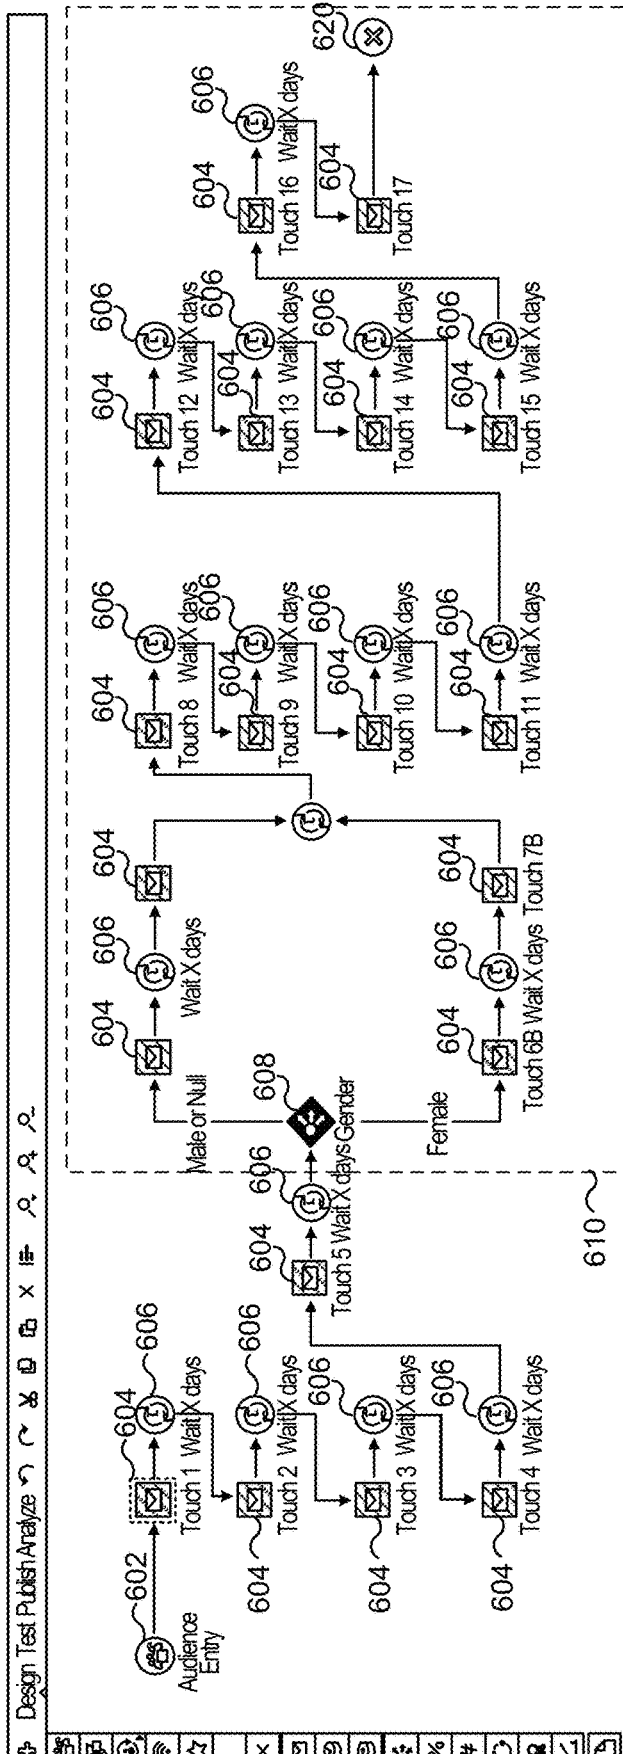 Design Test Publish Analyze
602
Audience
Entry
604
606
Touch 1 Wait X days
606
604
Touch 2 Wait X days
606
604
Touch 3 Wait X days
606
604
Touch 4 Wait X days
604
606
Touch 5 Wait X days
608
Gender
Male or Null
Female
604
606
604
Wait X days
604
606
604
Touch 6B Wait X days Touch 7B
604
606
Touch 8 Wait X days
604
606
Touch 9 Wait X days
604
606
Touch 10 Wait X days
604
606
Touch 11 Wait X days
604
606
Touch 12 Wait X days
604
606
Touch 13 Wait X days
604
606
Touch 14 Wait X days
604
606
Touch 15 Wait X days
604
606
Touch 16 Wait X days
604
Touch 17
620
610